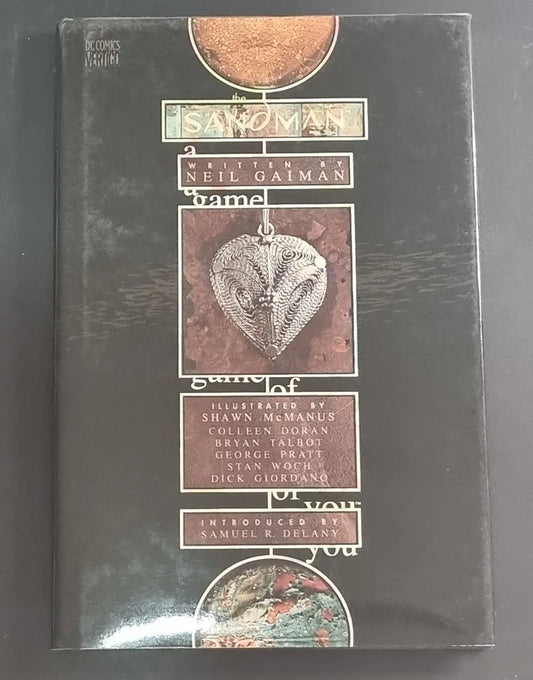 DC COMICS
VERTIGO
the
SANDMAN
a
WRITTEN BY
NEIL GAIMAN
a
game
game
of
ILLUSTRATED BY
SHAWN McMANUS
COLLEEN DORAN
BRYAN TALBOT
GEORGE PRATT
STAN WOCH
DICK GIORDANO
of
you
INTRODUCED BY
SAMUEL R. DELANY
you